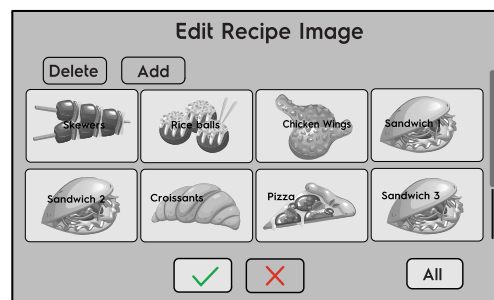 Edit Recipe Image
Delete
Add
Skewers
Rice balls
Chicken Wings
Sandwich 1
Sandwich 2
Croissants
Pizza
Sandwich 3
All